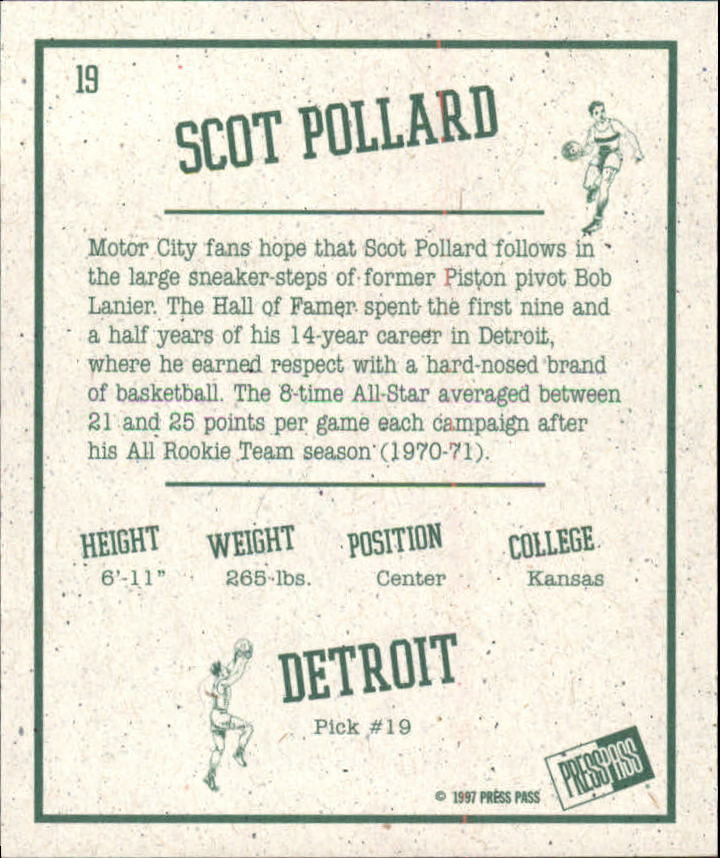 19
SCOT POLLARD
Motor City fans hope that Scot Pollard follows in
the large sneaker-steps of former Piston pivot Bob
Lanier. The Hall of Famer spent the first nine and
a half years of his 14-year career in Detroit,
where he earned respect with a hard-nosed brand
of basketball. The 8-time All-Star averaged between
21 and 25 points per game each campaign after
his All Rookie Team season (1970-71).
HEIGHT WEIGHT POSITION COLLEGE
6'-11" 265 lbs. Center Kansas
DETROIT
Pick #19
PRESS PASS
© 1997 PRESS PASS